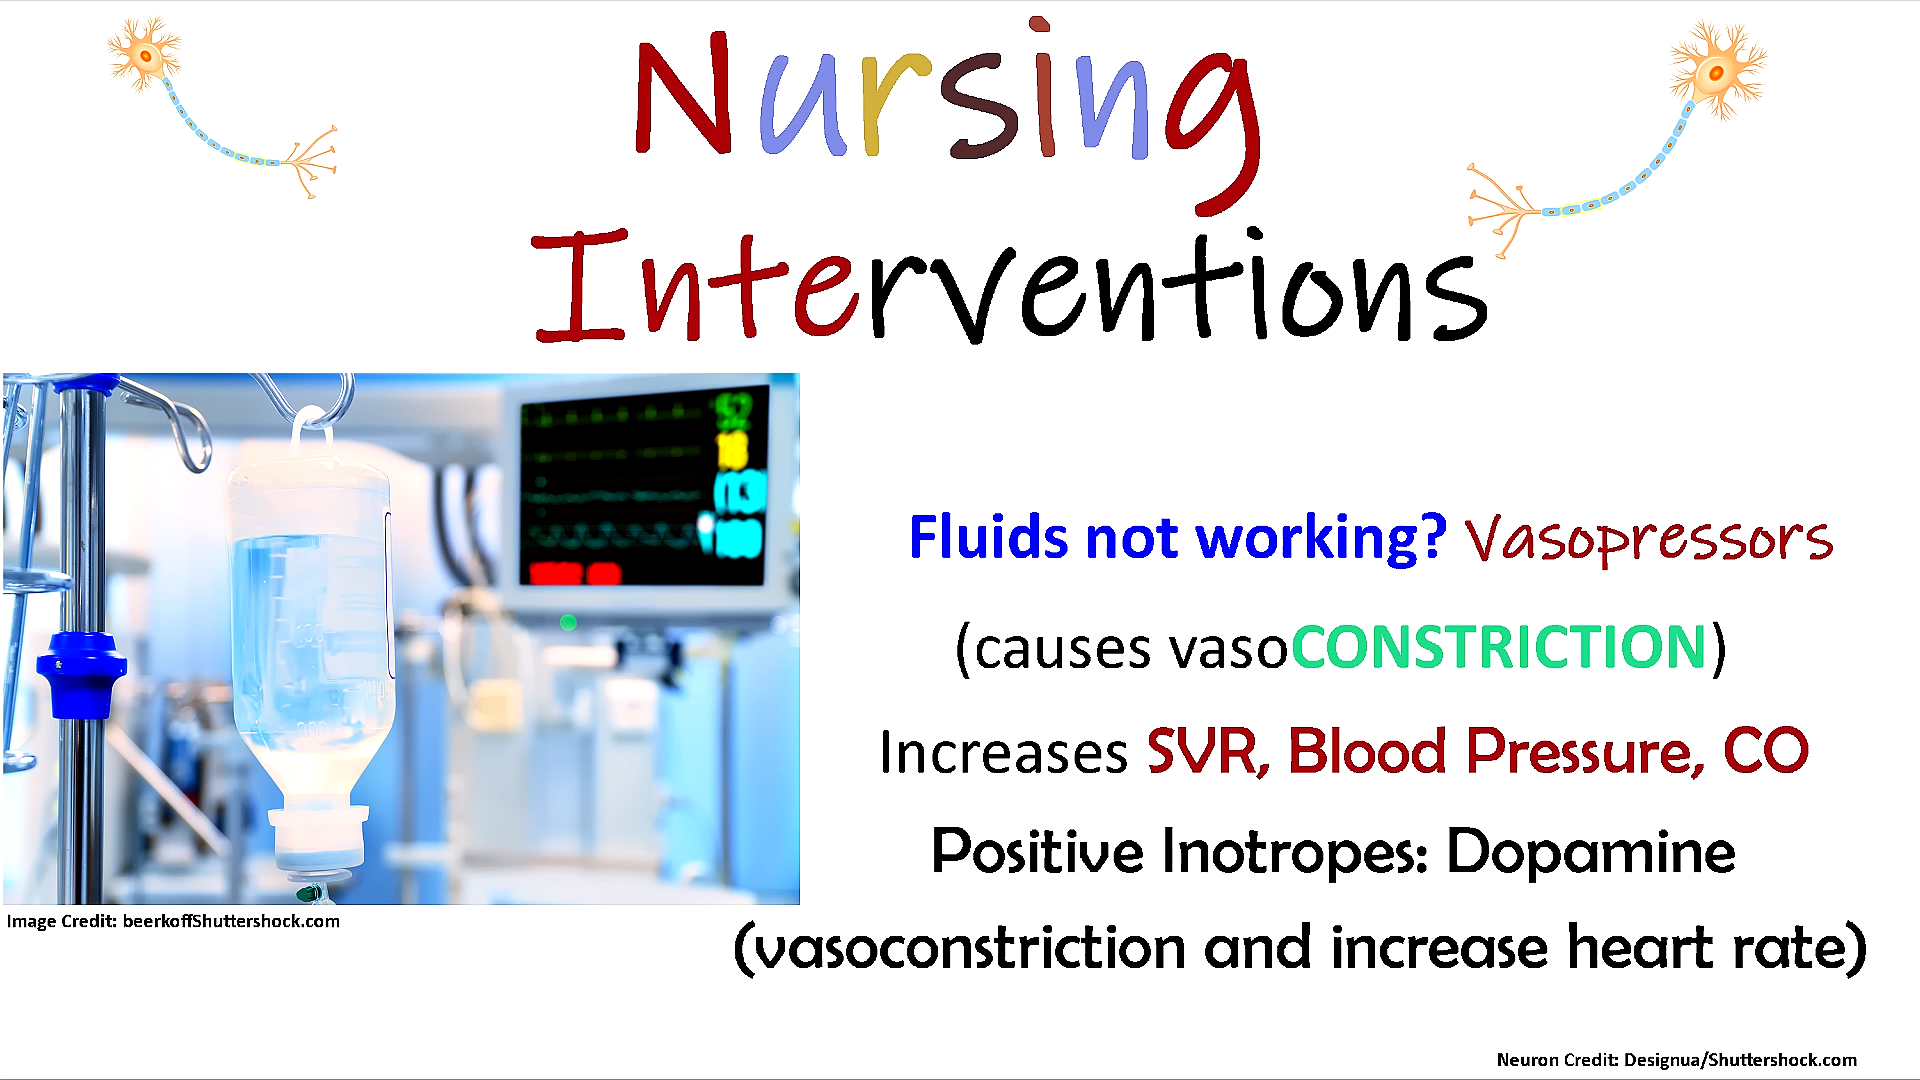 Nursing
Interventions
Fluids not working? Vasopressors
(causes vasoCONSTRICTION)
Increases SVR, Blood Pressure, CO
Positive Inotropes: Dopamine
(vasoconstriction and increase heart rate)
Image Credit: beerkoffShuttershock.com
Neuron Credit: Designua/Shuttershock.com